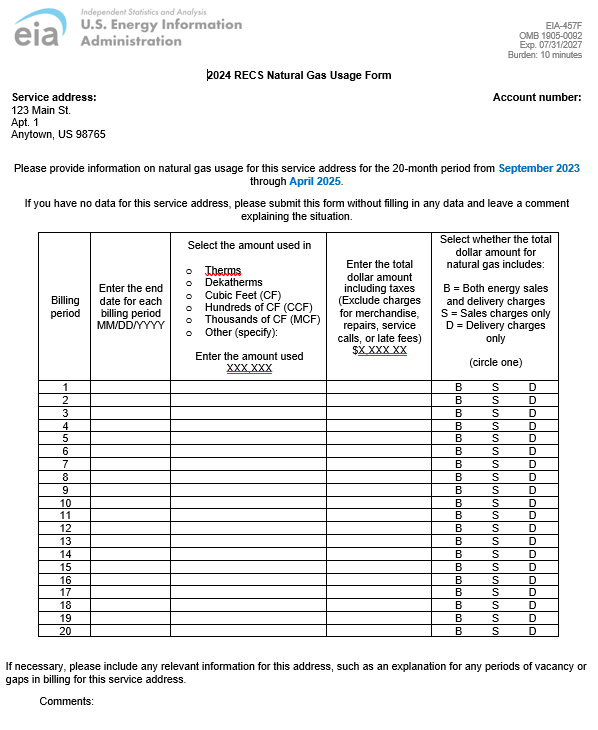 eia
Independent Statistics and Analysis
U.S. Energy Information
Administration
EIA-457F
OMB 1905-0092
Exp. 07/31/2027
Burden: 10 minutes
2024 RECS Natural Gas Usage Form
Service address:
Account number:
123 Main St.
Apt. 1
Anytown, US 98765
Please provide information on natural gas usage for this service address for the 20-month period from September 2023
through April 2025.
If you have no data for this service address, please submit this form without filling in any data and leave a comment
explaining the situation.
Billing
period
Enter the end
date for each
billing period
MM/DD/YYYY
Select the amount used in
o Therms
o Dekatherms
o Cubic Feet (CF)
o Hundreds of CF (CCF)
o Thousands of CF (MCF)
o Other (specify):
Enter the amount used
XXX,XXX
Enter the total
dollar amount
including taxes
(Exclude charges
for merchandise,
repairs, service
calls, or late fees)
$X,XXX.XX
Select whether the total
dollar amount for
natural gas includes:
B = Both energy sales
and delivery charges
S = Sales charges only
D = Delivery charges
only
(circle one)
1 B S D
2 B S D
3 B S D
4 B S D
5 B S D
6 B S D
7 B S D
8 B S D
9 B S D
10 B S D
11 B S D
12 B S D
13 B S D
14 B S D
15 B S D
16 B S D
17 B S D
18 B S D
19 B S D
20 B S D
If necessary, please include any relevant information for this address, such as an explanation for any periods of vacancy or
gaps in billing for this service address.
Comments: